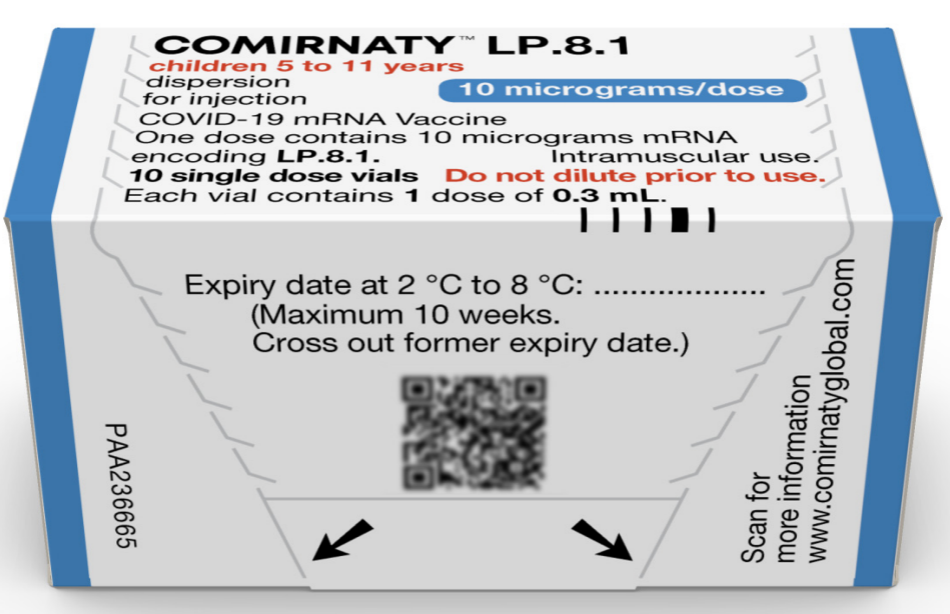 COMIRNATY™ LP.8.1
children 5 to 11 years
dispersion
for injection
10 micrograms/dose
COVID-19 mRNA Vaccine
One dose contains 10 micrograms mRNA
encoding LP.8.1.
Intramuscular use.
10 single dose vials
Do not dilute prior to use.
Each vial contains 1 dose of 0.3 mL.
Expiry date at 2 °C to 8 °C: ...................
(Maximum 10 weeks.
Cross out former expiry date.)
PAA236665
Scan for
more information
www.comirnatyglobal.com